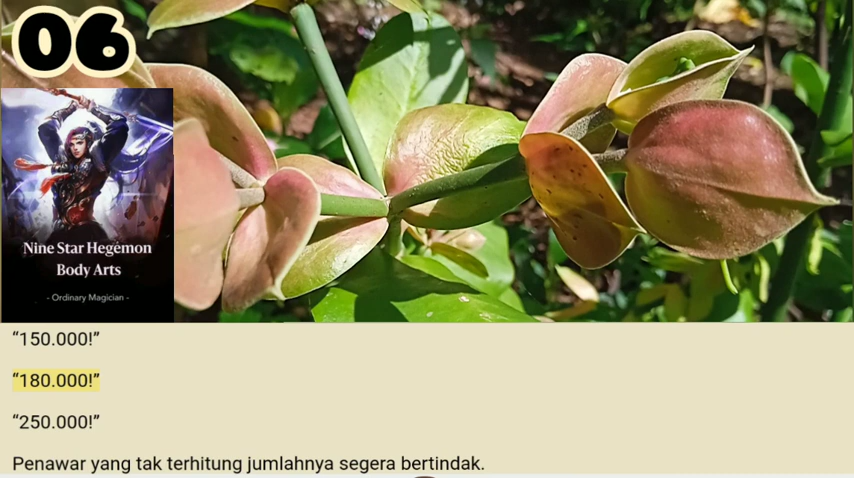 06
Nine Star Hegemon
Body Arts
- Ordinary Magician -
“150.000!”
“180.000!”
“250.000!”
Penawar yang tak terhitung jumlahnya segera bertindak.